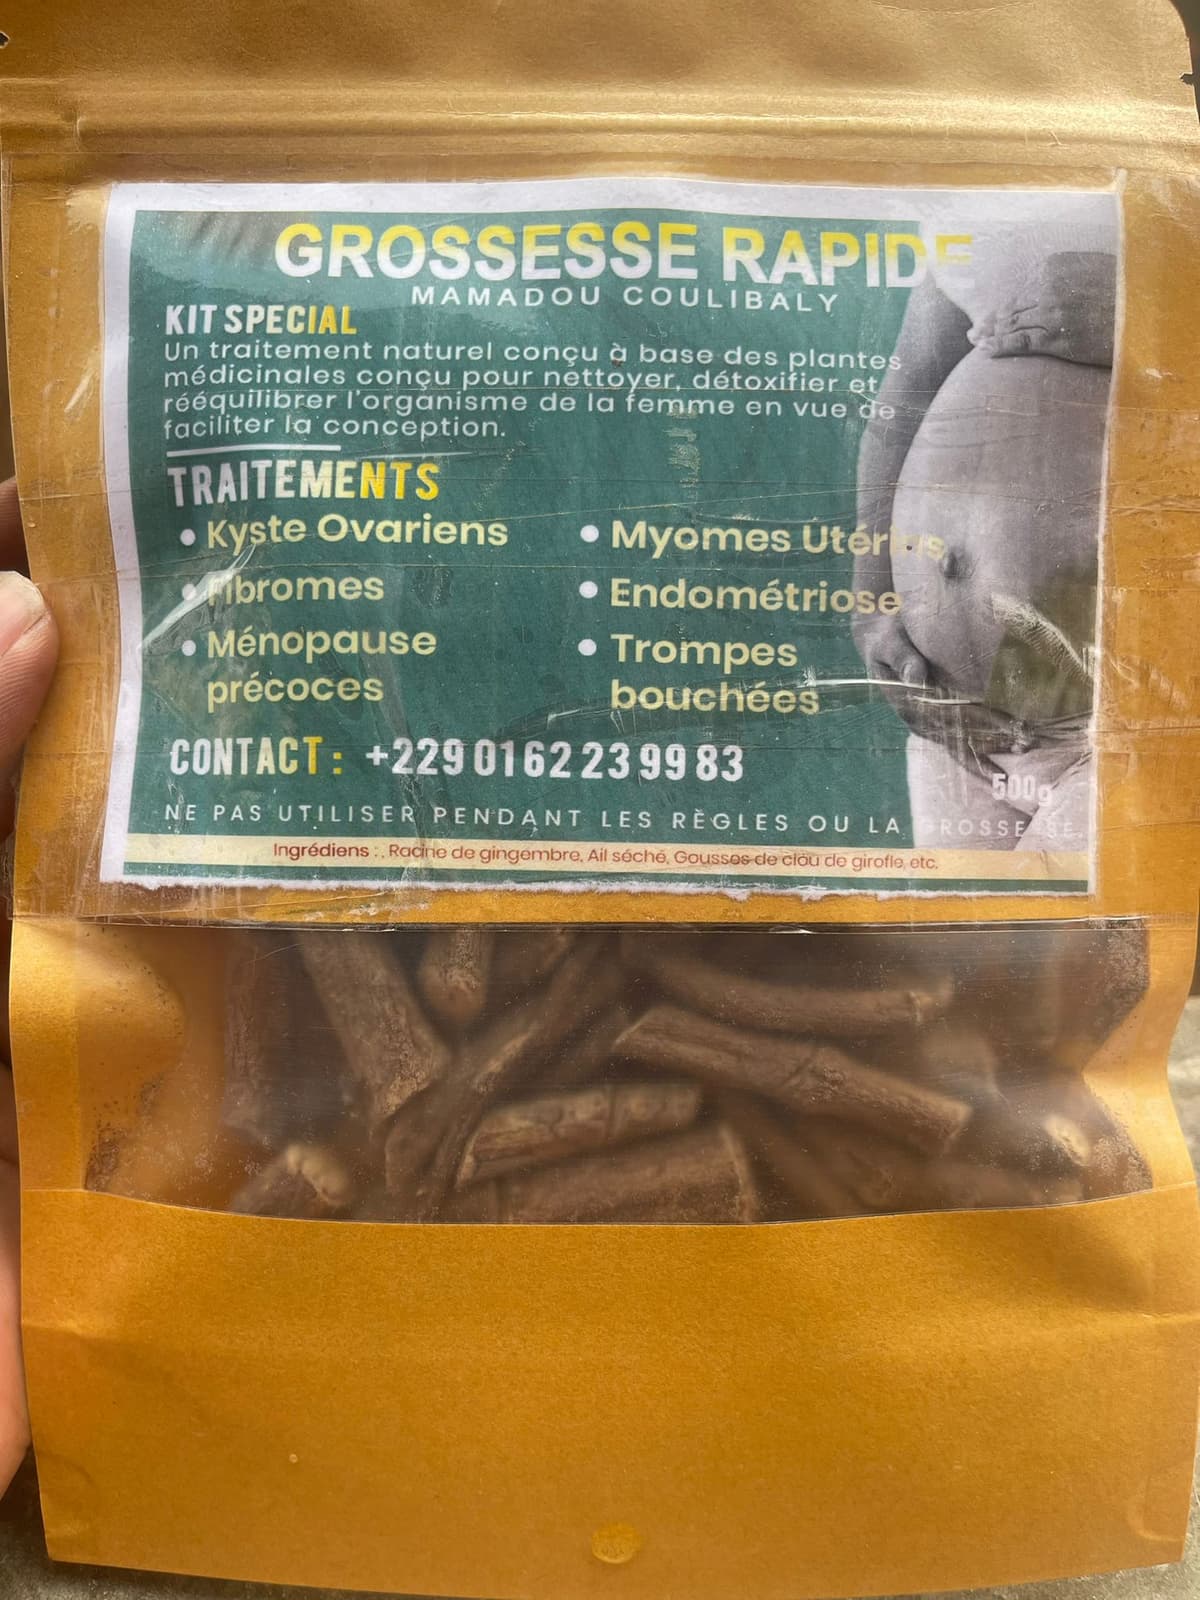 GROSSESSE RAPIDE
MAMADOU COULIBALY
KIT SPECIAL
Un traitement naturel conçu à base des plantes
médicinales conçu pour nettoyer, détoxifier et
rééquilibrer l'organisme de la femme en vue de
faciliter la conception.
TRAITEMENTS
• Kyste Ovariens
• Fibromes
• Ménopause
précoces
• Myomes Utérins
• Endométriose
• Trompes
bouchées
CONTACT : +229 01 62 23 99 83
500g
NE PAS UTILISER PENDANT LES RÈGLES OU LA GROSSESSE.
Ingrédiens : , Racine de gingembre, Ail séché, Gousses de clou de girofle, etc.